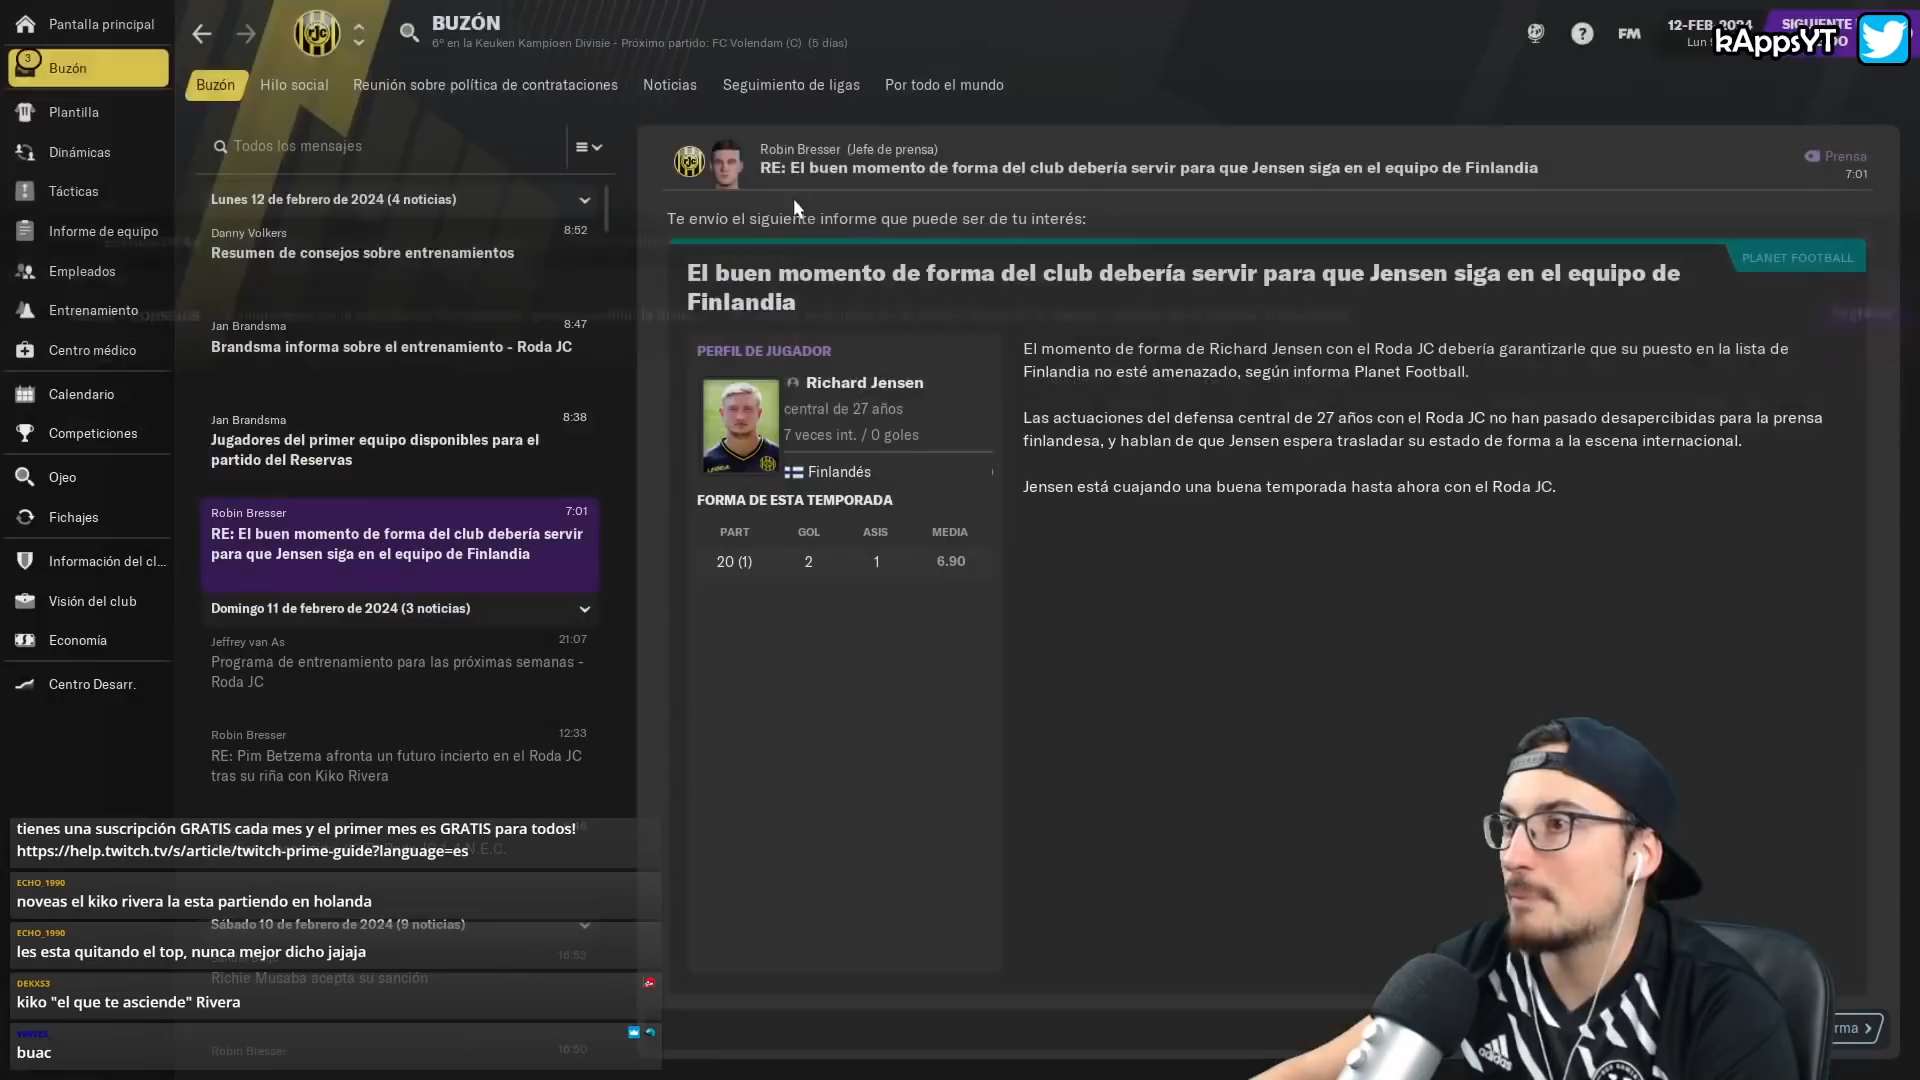 Pantalla principal
3
Buzón
Plantilla
Dinámicas
Tácticas
Informe de equipo
Empleados
Entrenamiento
Centro médico
Calendario
Competiciones
Ojeo
Fichajes
Información del cl...
Visión del club
Economía
Centro Desarr.
BUZÓN
6º en la Keuken Kampioen Divisie - Próximo partido: FC Volendam (C) (5 días)
FM
12-FEB-2024
Lun
SIGUIENTE
kAppsYT
Buzón
Hilo social
Reunión sobre política de contrataciones
Noticias
Seguimiento de ligas
Por todo el mundo
Todos los mensajes
Lunes 12 de febrero de 2024 (4 noticias)
Danny Volkers
8:52
Resumen de consejos sobre entrenamientos
Jan Brandsma
8:47
Brandsma informa sobre el entrenamiento - Roda JC
Jan Brandsma
8:38
Jugadores del primer equipo disponibles para el
partido del Reservas
Robin Bresser
7:01
RE: El buen momento de forma del club debería servir
para que Jensen siga en el equipo de Finlandia
Domingo 11 de febrero de 2024 (3 noticias)
Jeffrey van As
21:07
Programa de entrenamiento para las próximas semanas -
Roda JC
Robin Bresser
12:33
RE: Pim Betzema afronta un futuro incierto en el Roda JC
tras su riña con Kiko Rivera
Sábado 10 de febrero de 2024 (9 noticias)
16:53
Richie Musaba acepta su sanción
Robin Bresser
16:50
Robin Bresser (Jefe de prensa)
RE: El buen momento de forma del club debería servir para que Jensen siga en el equipo de Finlandia
Prensa
7:01
Te envío el siguiente informe que puede ser de tu interés:
PLANET FOOTBALL
El buen momento de forma del club debería servir para que Jensen siga en el equipo de
Finlandia
PERFIL DE JUGADOR
Richard Jensen
central de 27 años
7 veces int. / 0 goles
Finlandés
FORMA DE ESTA TEMPORADA
PART GOL ASIS MEDIA
20 (1) 2 1 6.90
El momento de forma de Richard Jensen con el Roda JC debería garantizarle que su puesto en la lista de
Finlandia no esté amenazado, según informa Planet Football.
Las actuaciones del defensa central de 27 años con el Roda JC no han pasado desapercibidas para la prensa
finlandesa, y hablan de que Jensen espera trasladar su estado de forma a la escena internacional.
Jensen está cuajando una buena temporada hasta ahora con el Roda JC.
tienes una suscripción GRATIS cada mes y el primer mes es GRATIS para todos!
https://help.twitch.tv/s/article/twitch-prime-guide?language=es
ECHO_1990
noveas el kiko rivera la esta partiendo en holanda
ECHO_1990
les esta quitando el top, nunca mejor dicho jajaja
DEKXS3
kiko "el que te asciende" Rivera
buac
rma
adidas